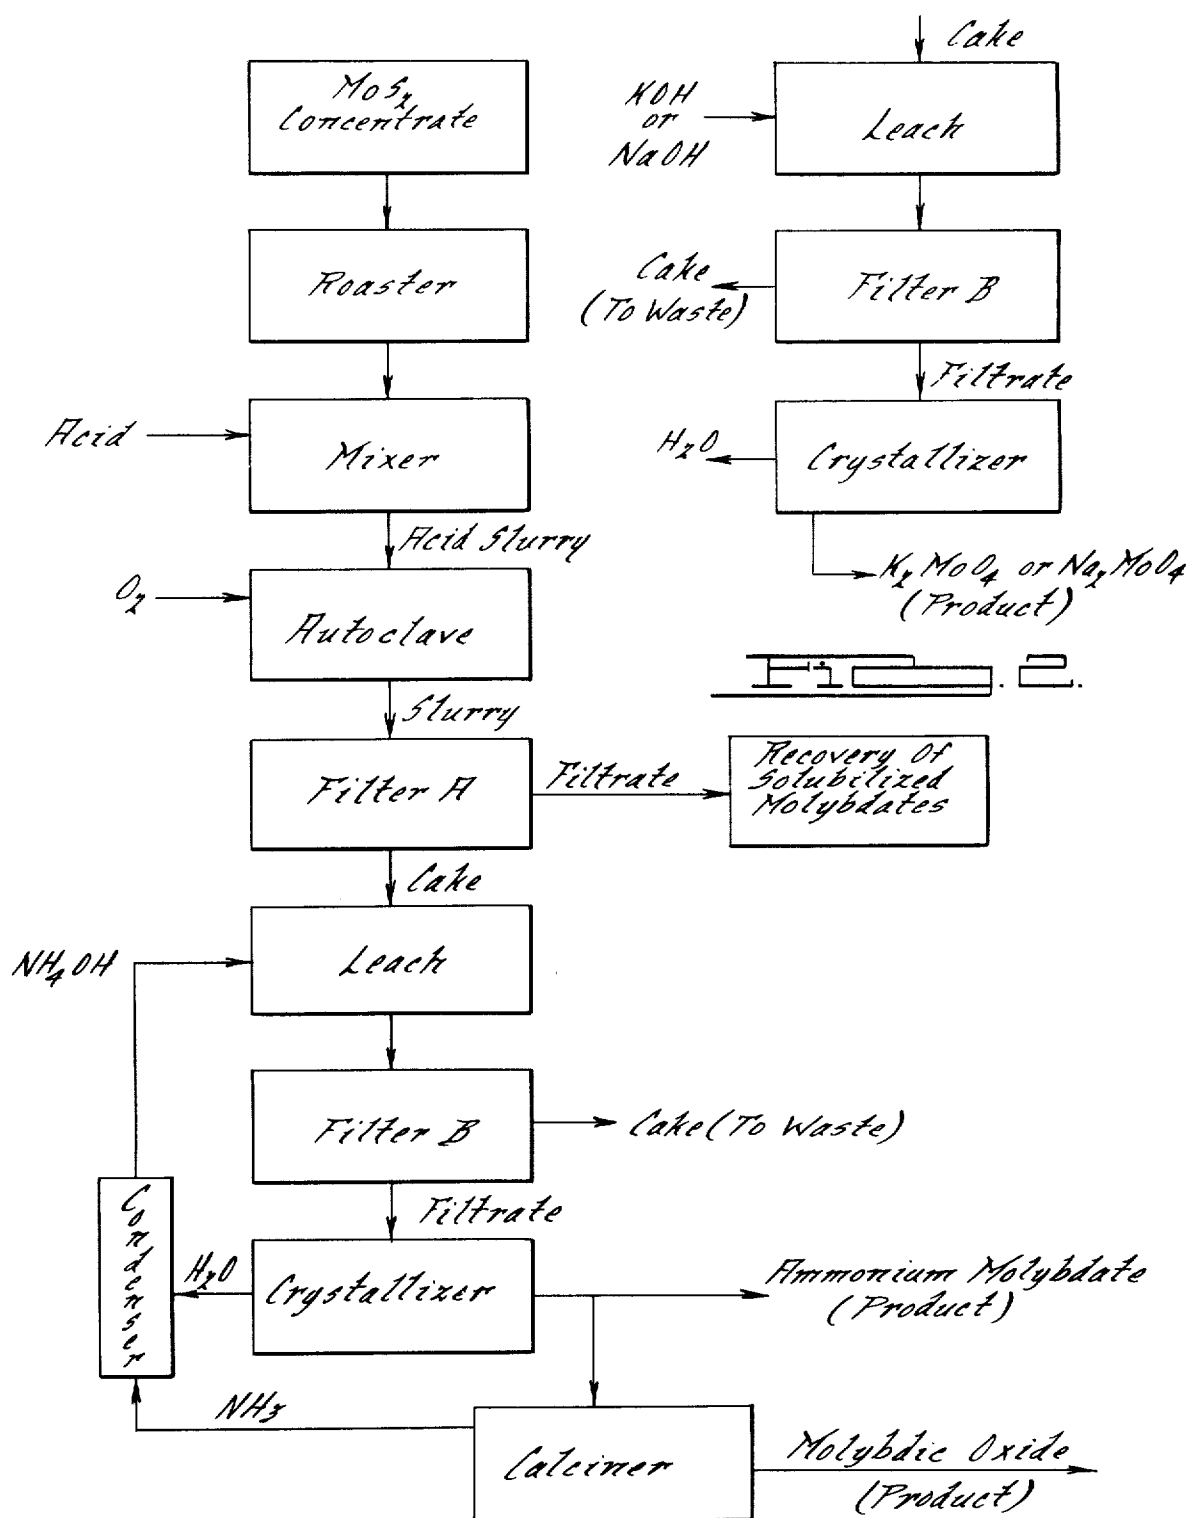 MoS₂
Concentrate
Roaster
Acid
Mixer
Acid Slurry
O₂
Autoclave
Slurry
Filter A
Filtrate
Recovery Of
Solubilized
Molybdates
Cake
NH₄OH
Leach
Filter B
Cake (To Waste)
Filtrate
Condenser
H₂O
Crystallizer
Ammonium Molybdate
(Product)
NH₃
Calciner
Molybdic Oxide
(Product)
Cake
KOH
or
NaOH
Leach
Cake
(To Waste)
Filter B
Filtrate
H₂O
Crystallizer
K₂MoO₄ or Na₂MoO₄
(Product)